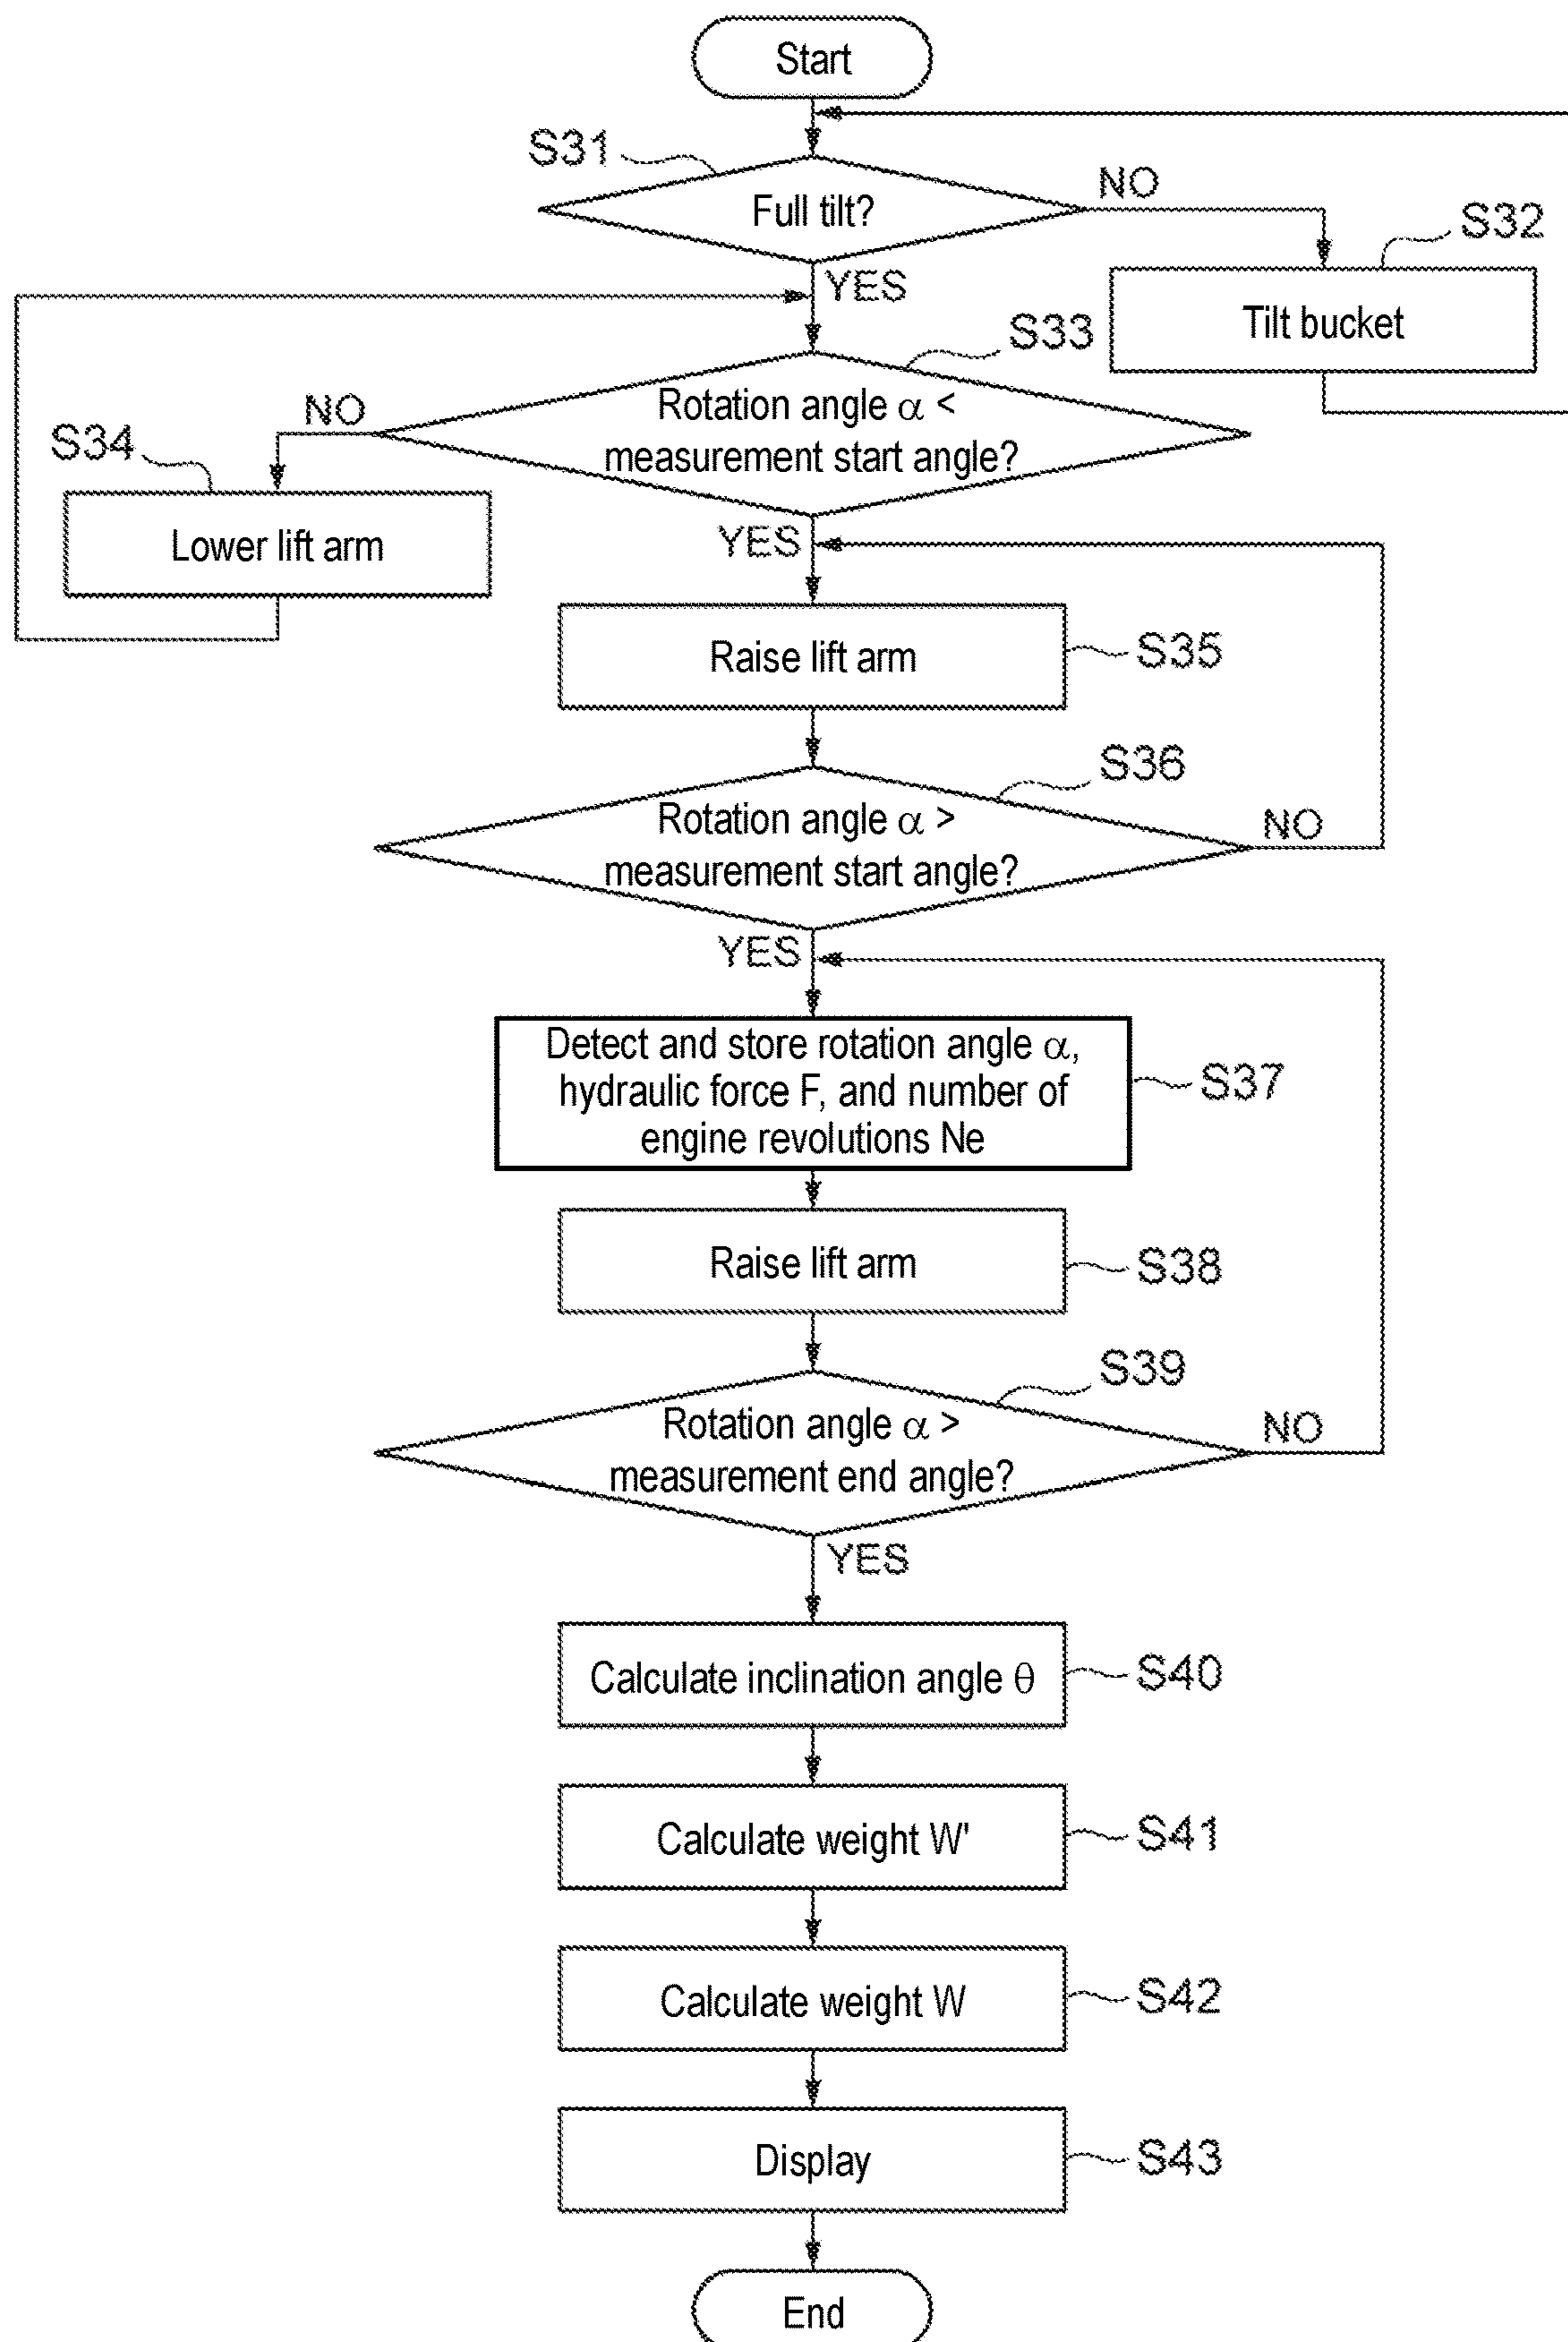 Start
S31
Full tilt?
NO
S32
Tilt bucket
YES
S33
Rotation angle α <
measurement start angle?
NO
S34
Lower lift arm
YES
Raise lift arm
S35
S36
Rotation angle α >
measurement start angle?
NO
YES
Detect and store rotation angle α,
hydraulic force F, and number of
engine revolutions Ne
S37
Raise lift arm
S38
S39
Rotation angle α >
measurement end angle?
NO
YES
Calculate inclination angle θ
S40
Calculate weight W'
S41
Calculate weight W
S42
Display
S43
End